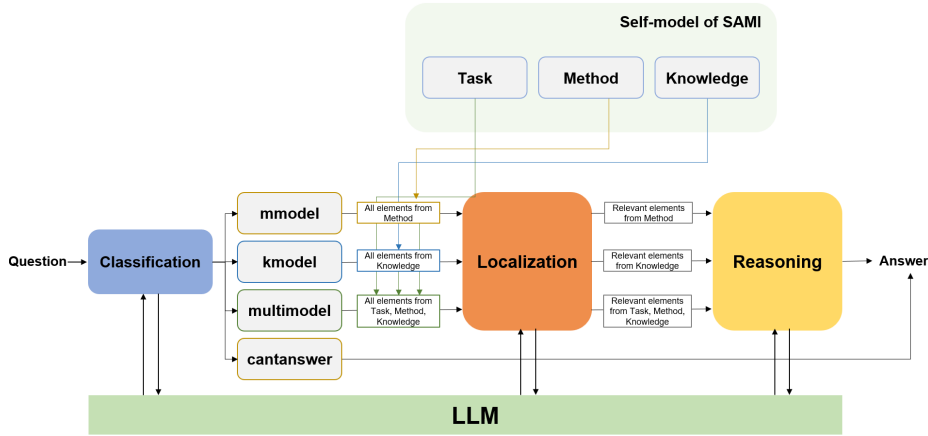 Self-model of SAMI
Task
Method
Knowledge
Question
Classification
mmodel
kmodel
multimodel
cantanswer
All elements from
Method
All elements from
Knowledge
All elements from
Task, Method,
Knowledge
Localization
Relevant elements
from Method
Relevant elements
from Knowledge
Relevant elements
from Task, Method,
Knowledge
Reasoning
Answer
LLM